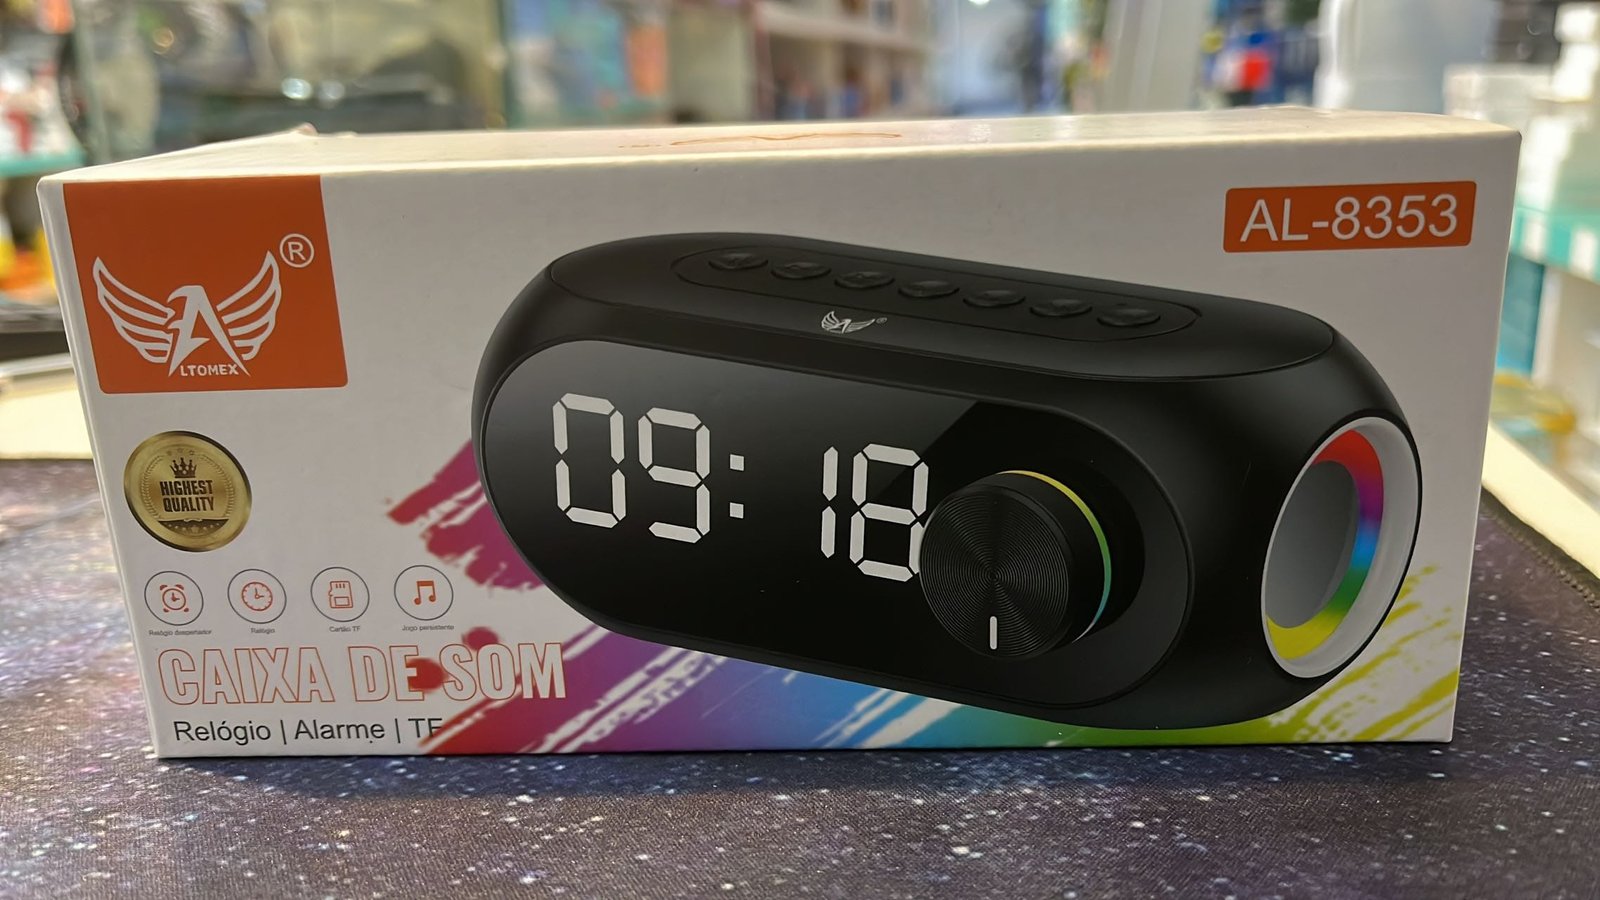 ®
ALTOMEX
AL-8353
®
09:18
HIGHEST
QUALITY
Relógio despertador
Relógio
Cartão TF
Jogo persistente
CAIXA DE SOM
Relógio | Alarme | TF